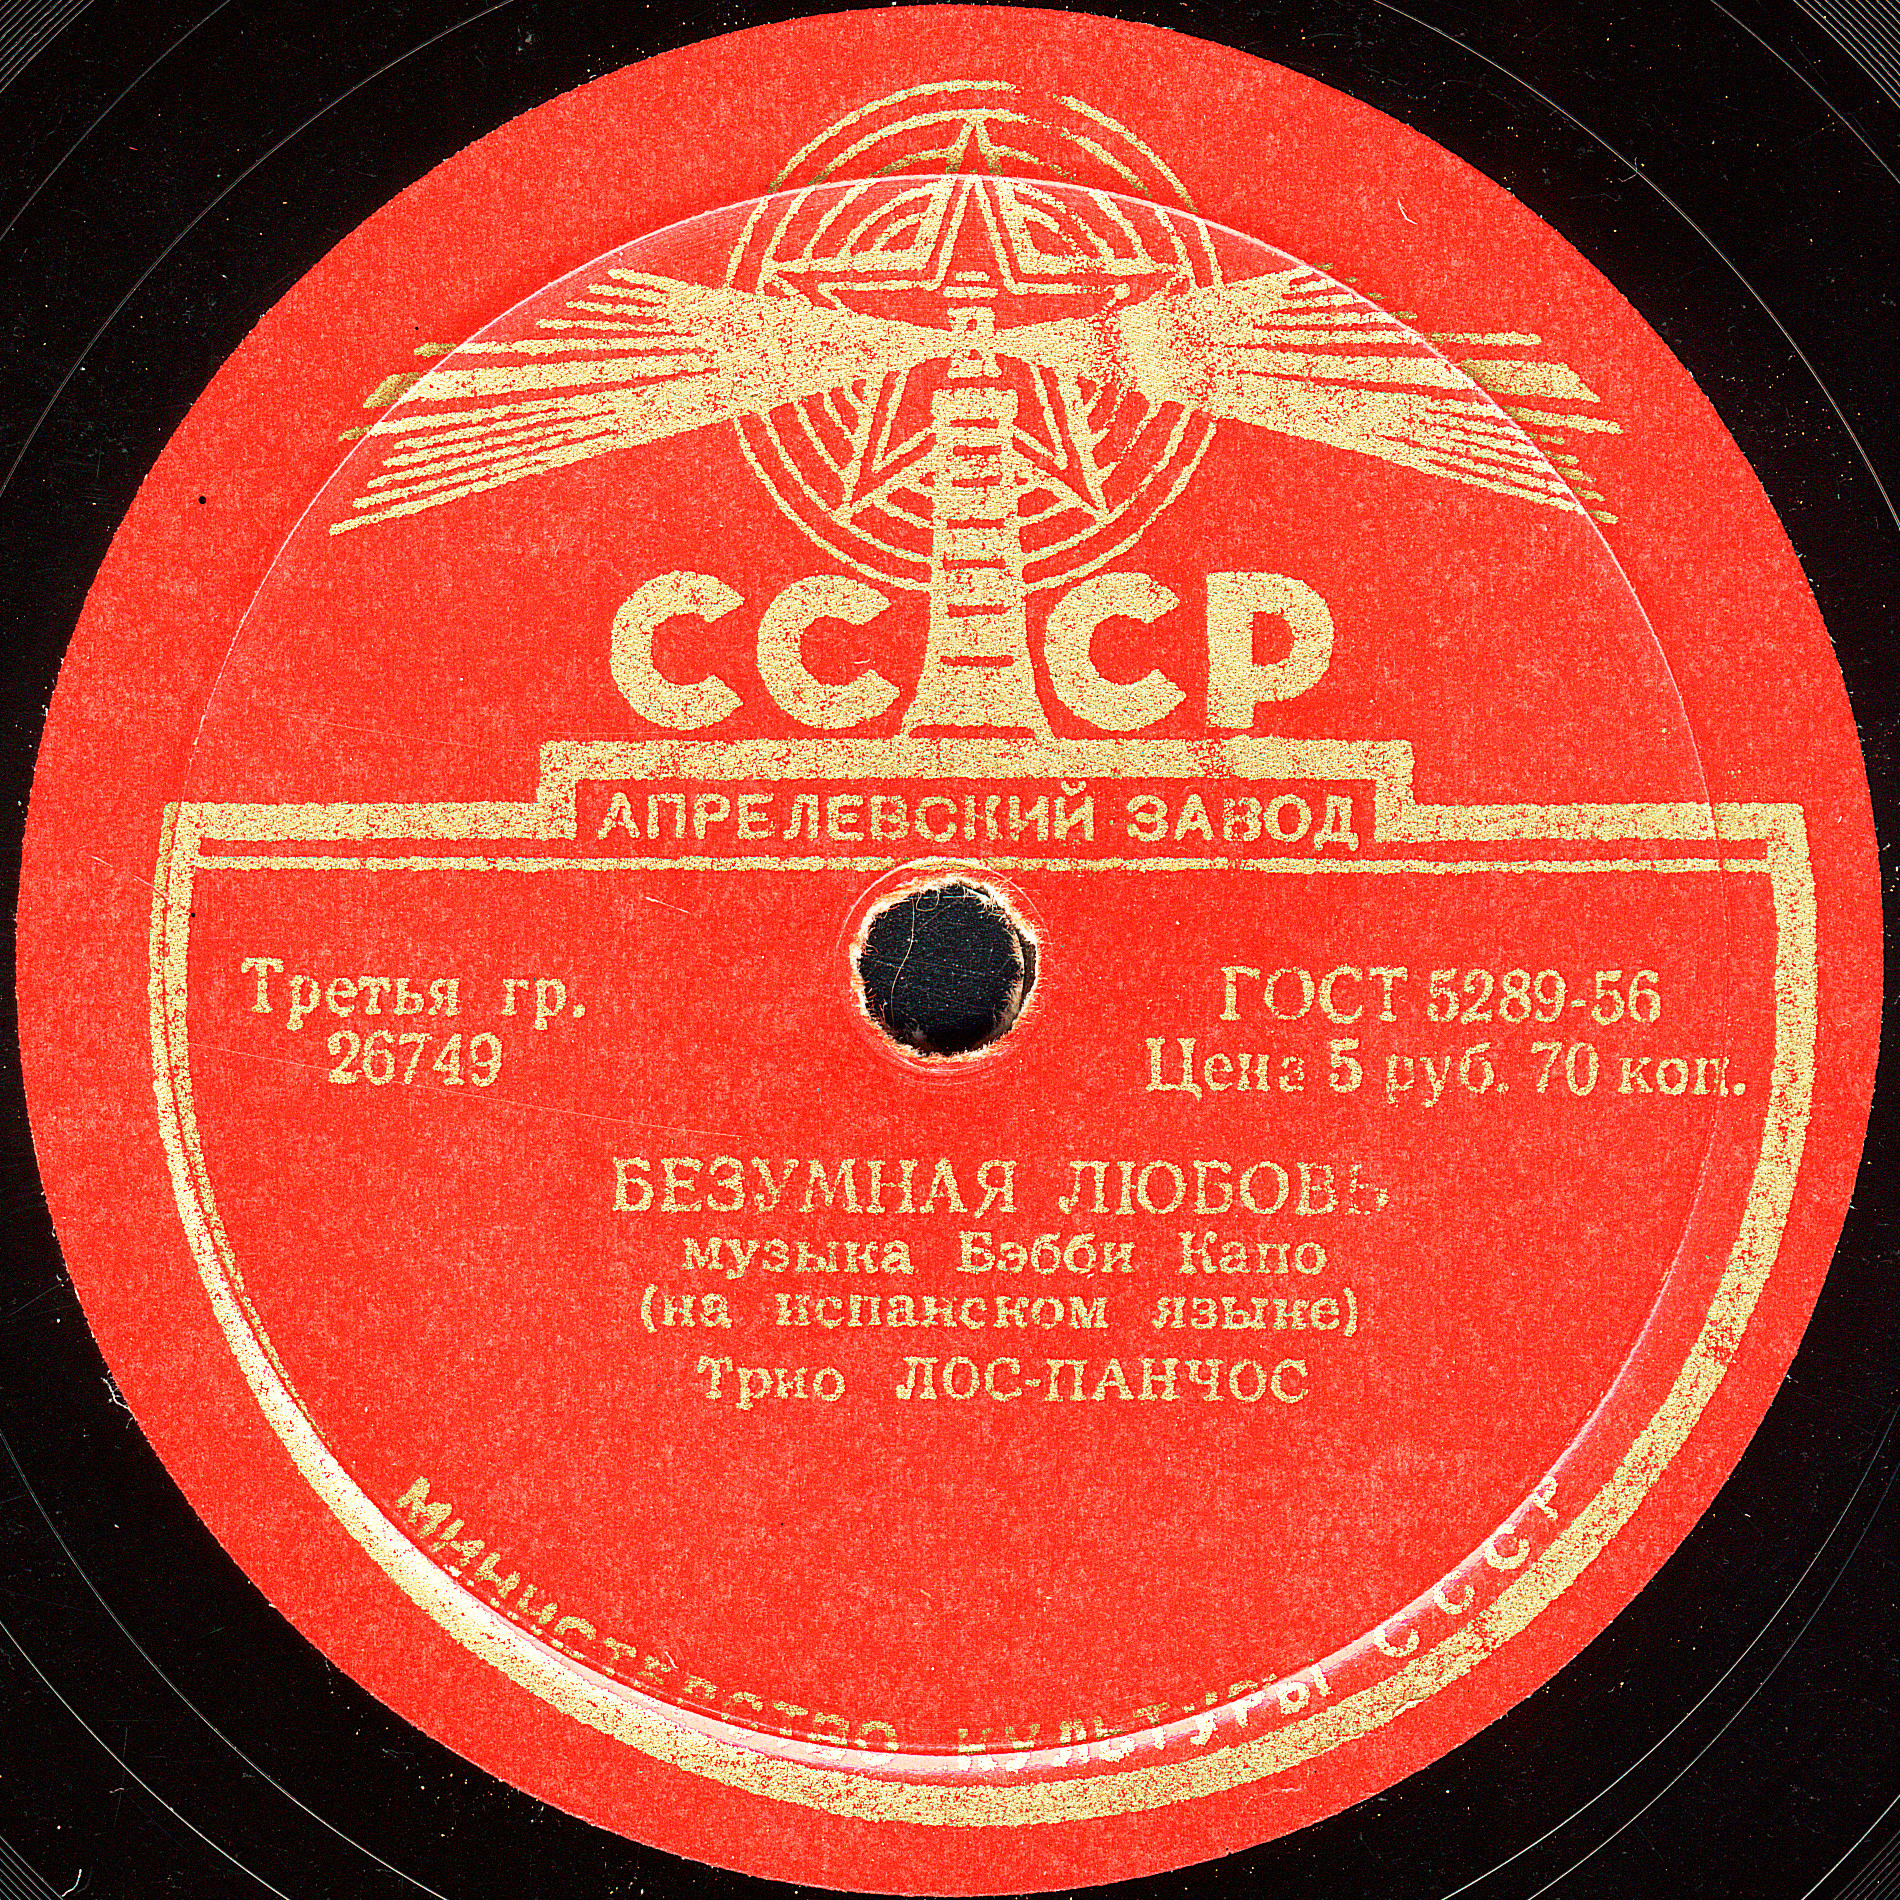 СССР
АПРЕЛЕВСКИЙ ЗАВОД
Третья гр.
26749
ГОСТ 5289-56
Цена 5 руб. 70 коп.
БЕЗУМНАЯ ЛЮБОВЬ
музыка Бэбби Капо
(на испанском языке)
Трио ЛОС-ПАНЧОС
МИНИСТЕРСТВО КУЛЬТУРЫ СССР